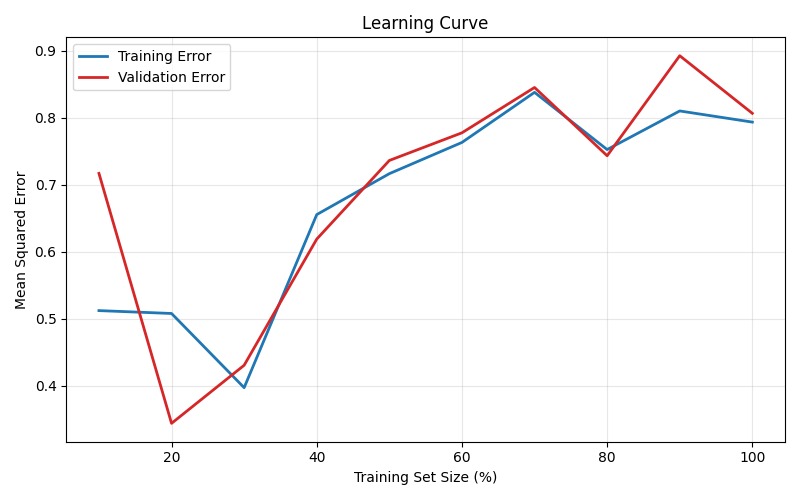 Learning Curve
Training Error
Validation Error
Mean Squared Error
0.9
0.8
0.7
0.6
0.5
0.4
20 40 60 80 100
Training Set Size (%)